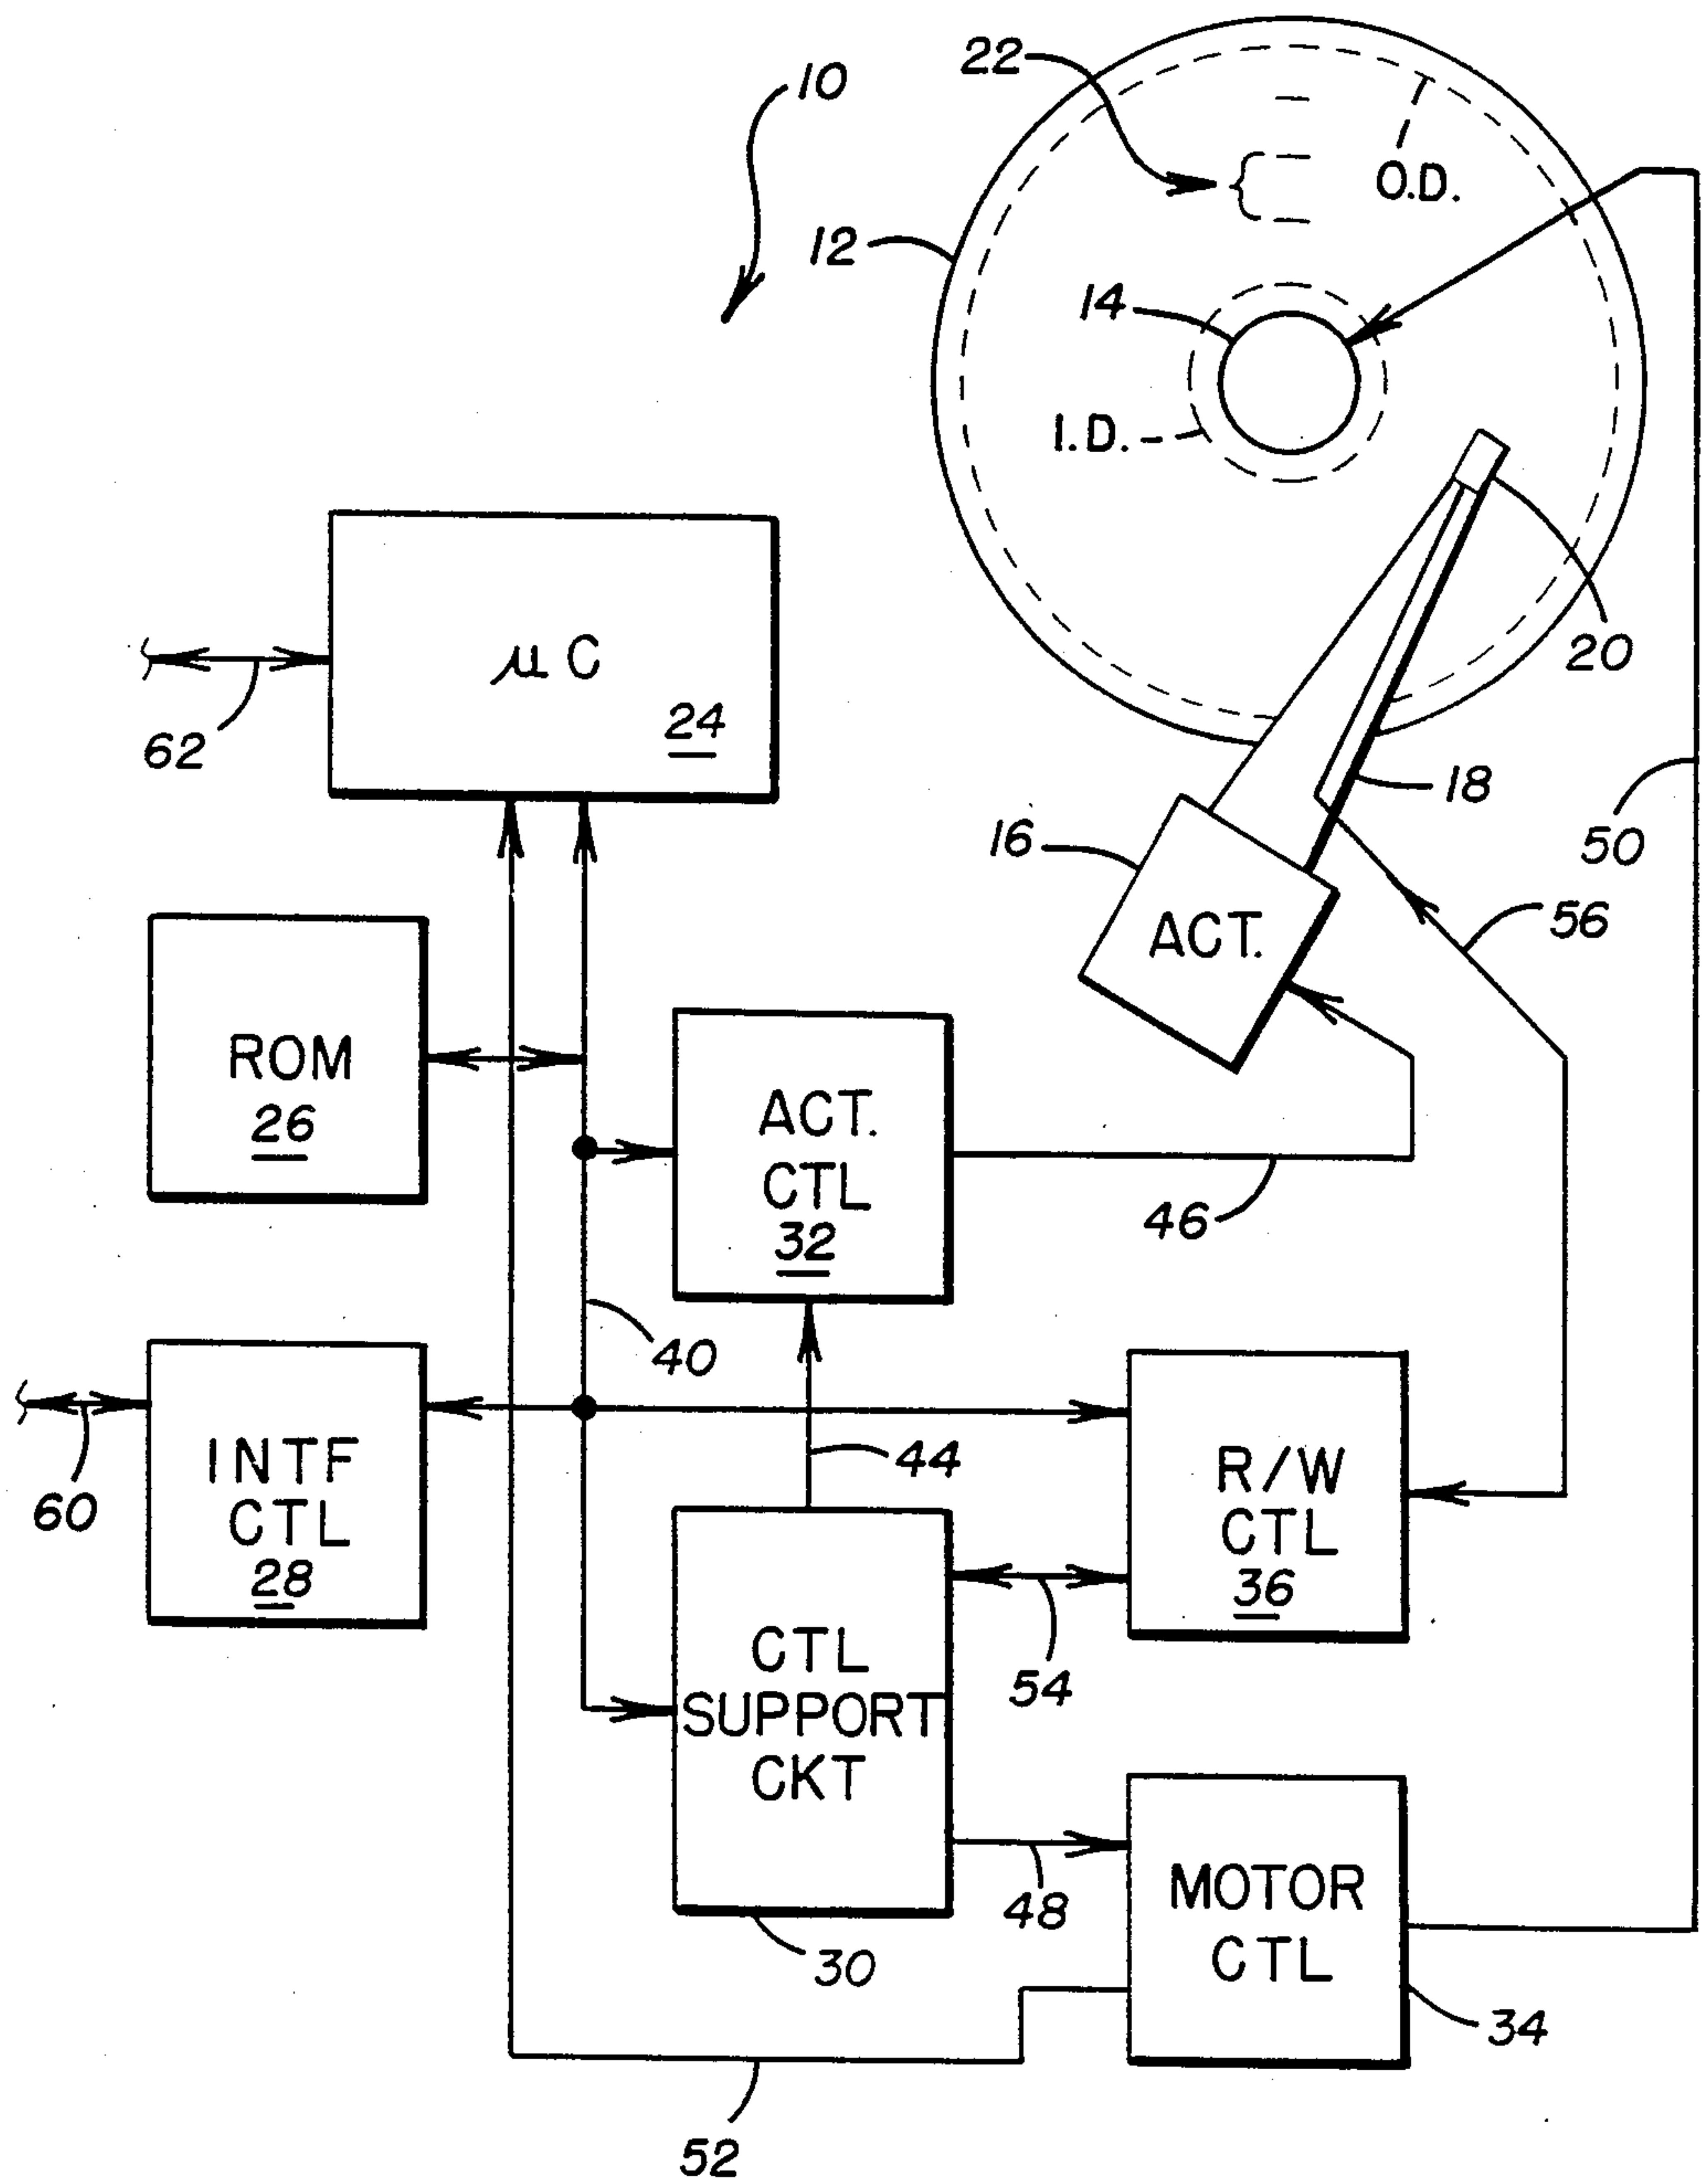 10
22
O.D.
12
14
I.D.
20
μC
24
62
18
16
50
ACT.
56
ROM
26
ACT.
CTL
32
46
40
INTF
CTL
28
60
44
R/W
CTL
36
54
CTL
SUPPORT
CKT
30
48
MOTOR
CTL
34
52